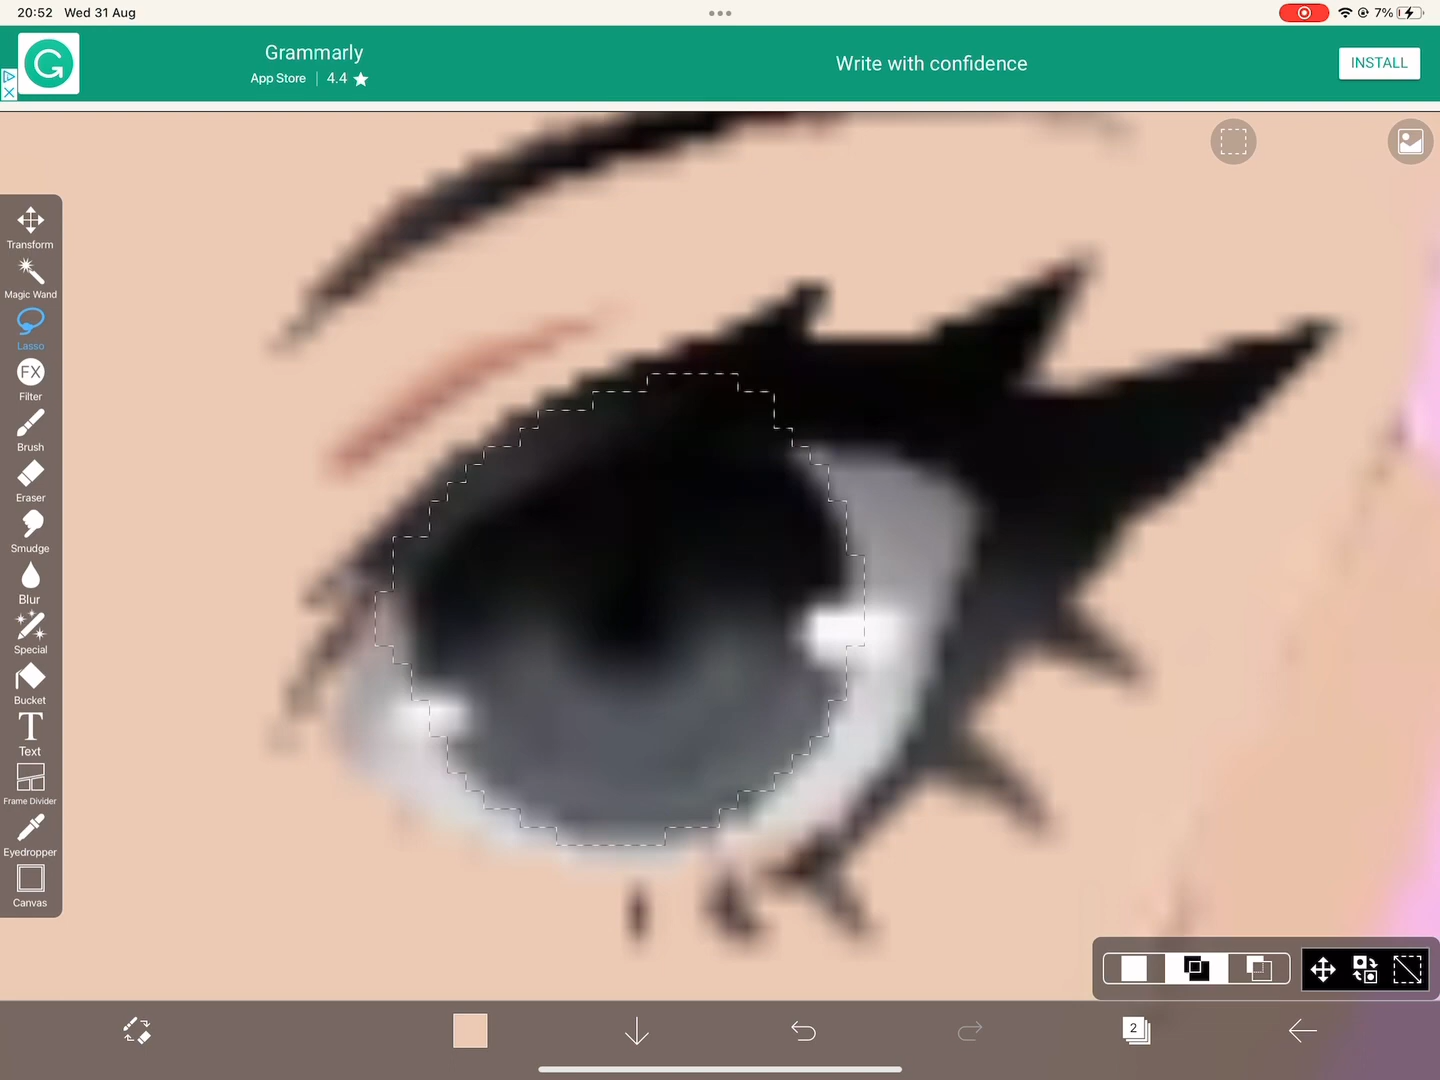 20:52 Wed 31 Aug
7%
Grammarly
App Store | 4.4
Write with confidence
INSTALL
Transform
Magic Wand
Lasso
FX
Filter
Brush
Eraser
Smudge
Blur
Special
Bucket
T
Text
Frame Divider
Eyedropper
Canvas
2